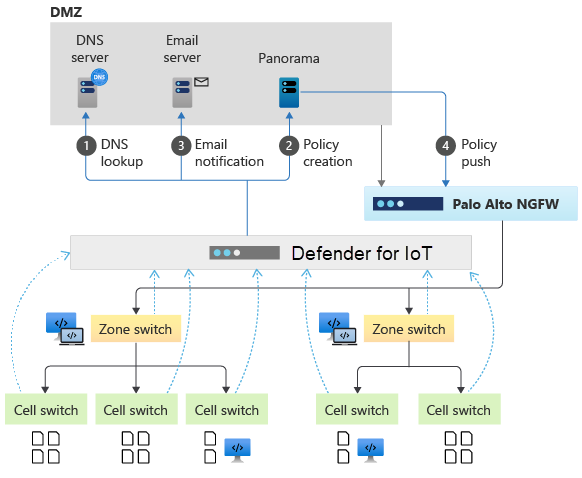 DMZ
DNS
server
DNS
Email
server
Panorama
1 DNS
lookup
3 Email
notification
2 Policy
creation
4 Policy
push
Palo Alto NGFW
Defender for IoT
</> </>
Zone switch
</> </>
Zone switch
Cell switch
Cell switch
Cell switch
Cell switch
Cell switch
</>
</>